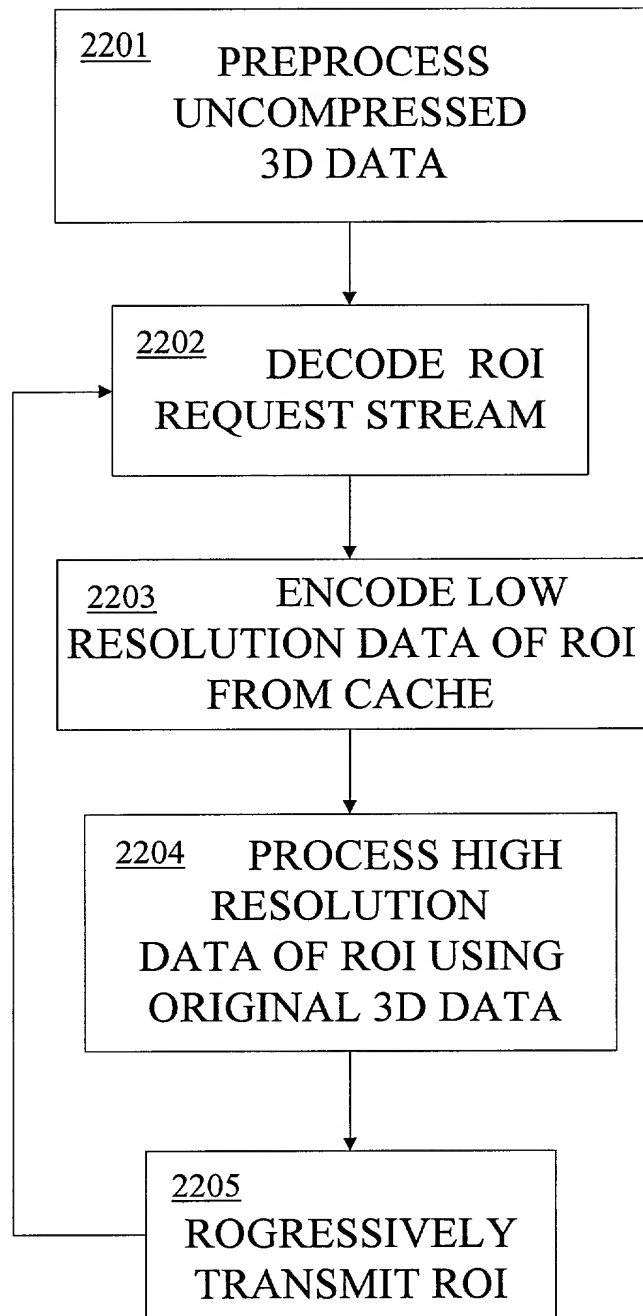 2201
PREPROCESS
UNCOMPRESSED
3D DATA
2202
DECODE ROI
REQUEST STREAM
2203
ENCODE LOW
RESOLUTION DATA OF ROI
FROM CACHE
2204
PROCESS HIGH
RESOLUTION
DATA OF ROI USING
ORIGINAL 3D DATA
2205
ROGRESSIVELY
TRANSMIT ROI